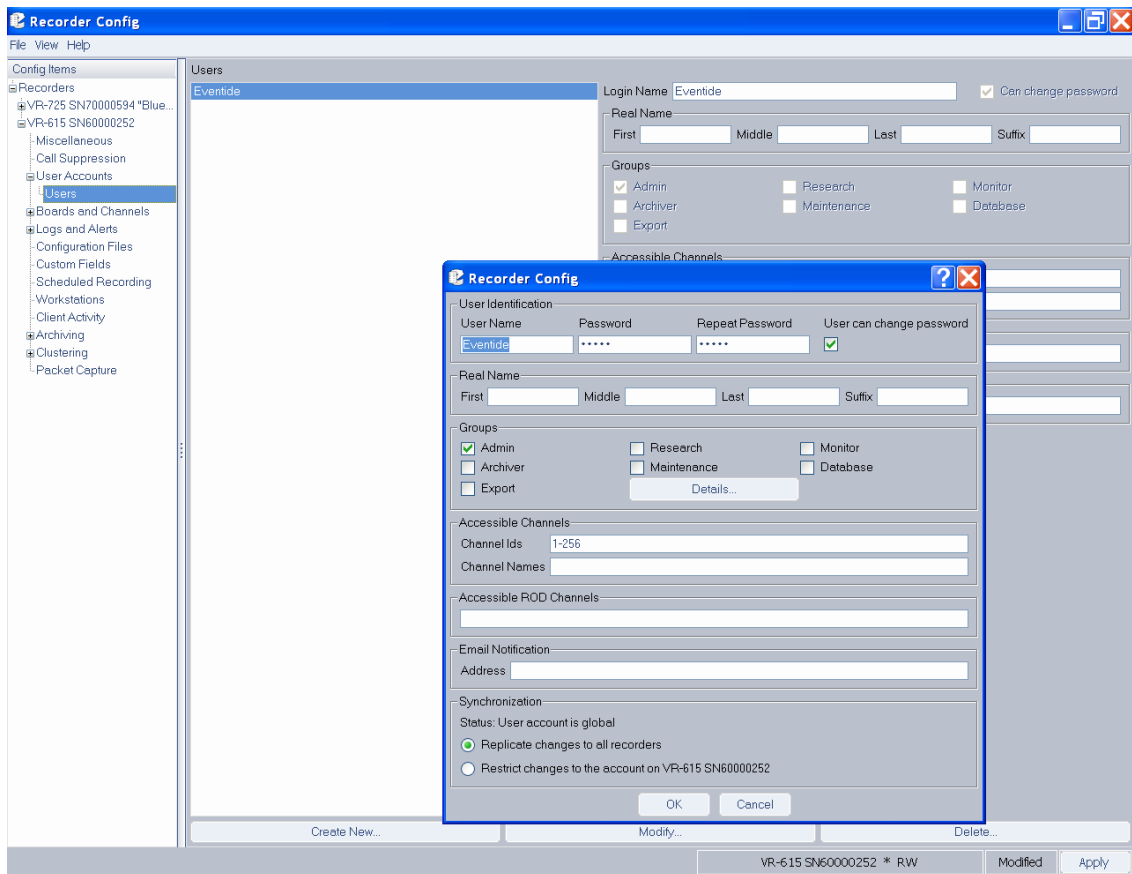 Recorder Config
File View Help
Config Items
Recorders
VR-725 SN70000594 "Blue...
VR-615 SN60000252
Miscellaneous
Call Suppression
User Accounts
Users
Boards and Channels
Logs and Alerts
Configuration Files
Custom Fields
Scheduled Recording
Workstations
Client Activity
Archiving
Clustering
Packet Capture
Users
Eventide
Login Name Eventide Can change password
Real Name
First Middle Last Suffix
Groups
Admin Research Monitor
Archiver Maintenance Database
Export
Accessible Channels
Recorder Config
User Identification
User Name Password Repeat Password User can change password
Eventide ••••• •••••
Real Name
First Middle Last Suffix
Groups
Admin Research Monitor
Archiver Maintenance Database
Export Details...
Accessible Channels
Channel Ids 1-256
Channel Names
Accessible ROD Channels
Email Notification
Address
Synchronization
Status: User account is global
Replicate changes to all recorders
Restrict changes to the account on VR-615 SN60000252
OK Cancel
Create New... Modify... Delete...
VR-615 SN60000252 * RW Modified Apply